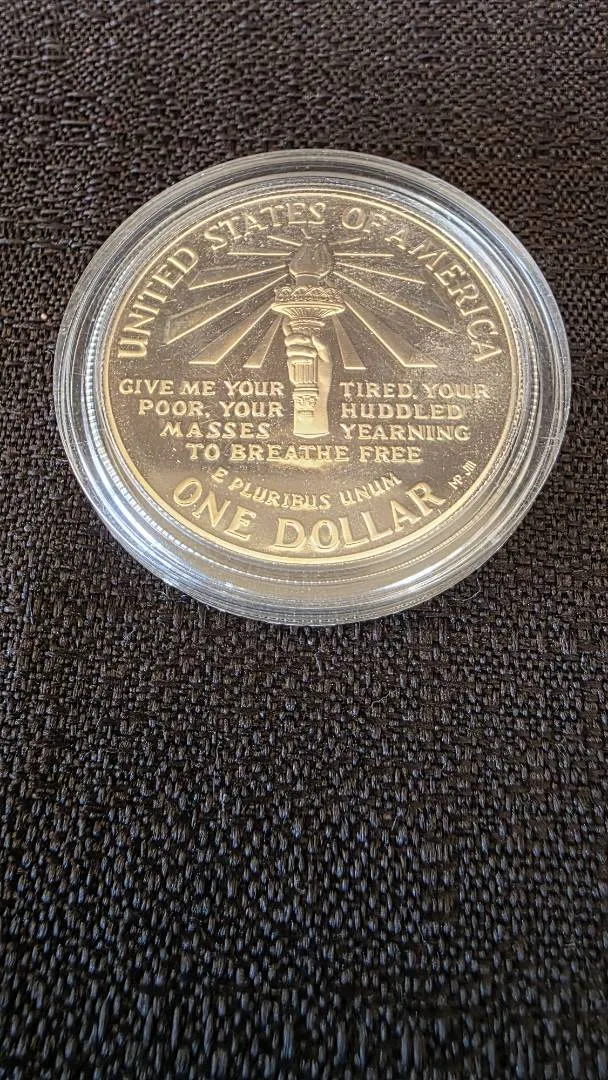 UNITED STATES OF AMERICA
GIVE ME YOUR TIRED, YOUR
POOR, YOUR HUDDLED
MASSES YEARNING
TO BREATHE FREE
E PLURIBUS UNUM
ONE DOLLAR